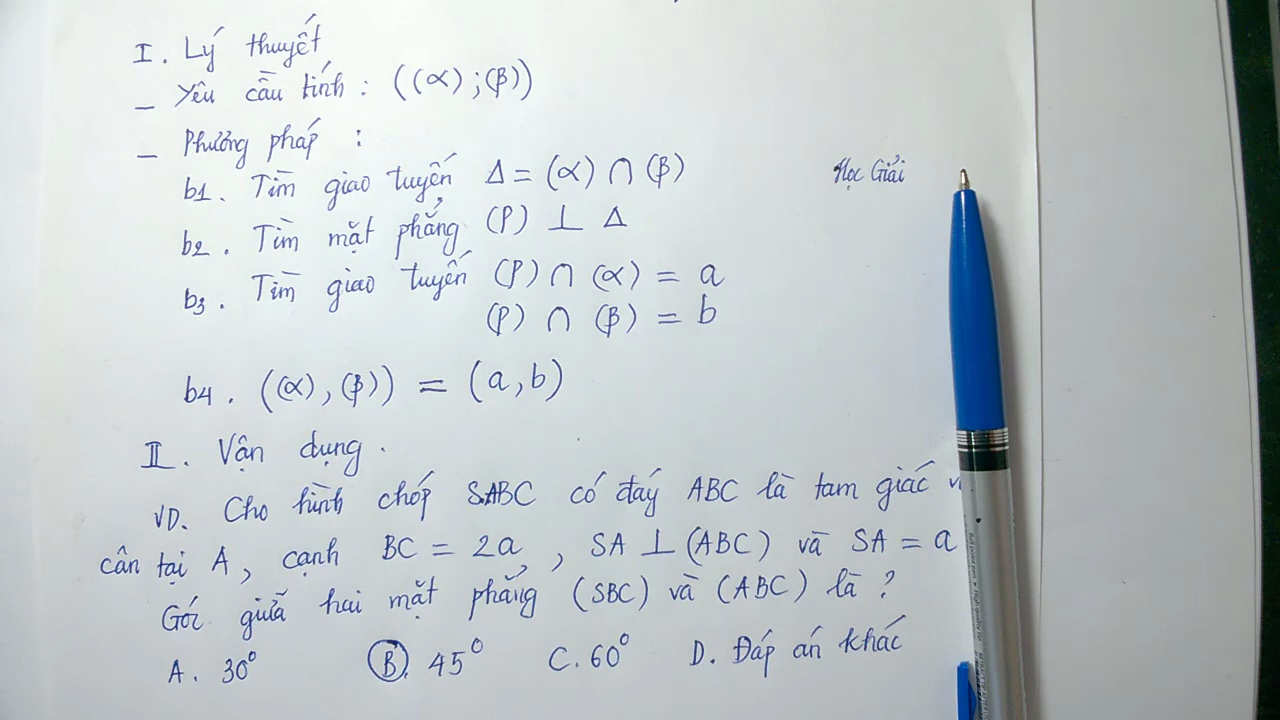 I. Lý thuyết
– Yêu cầu tính : ((α) ; (β))
– Phương pháp :
b1. Tìm giao tuyến Δ = (α) ∩ (β)
Học Giải
b2. Tìm mặt phẳng (P) ⊥ Δ
b3. Tìm giao tuyến (P) ∩ (α) = a
(P) ∩ (β) = b
b4. ((α), (β)) = (a, b)
II. Vận dụng.
VD. Cho hình chóp SABC có đáy ABC là tam giác
cân tại A, cạnh BC = 2a, SA ⊥ (ABC) và SA = a
Góc giữa hai mặt phẳng (SBC) và (ABC) là ?
A. 30° B. 45° C. 60° D. Đáp án khác